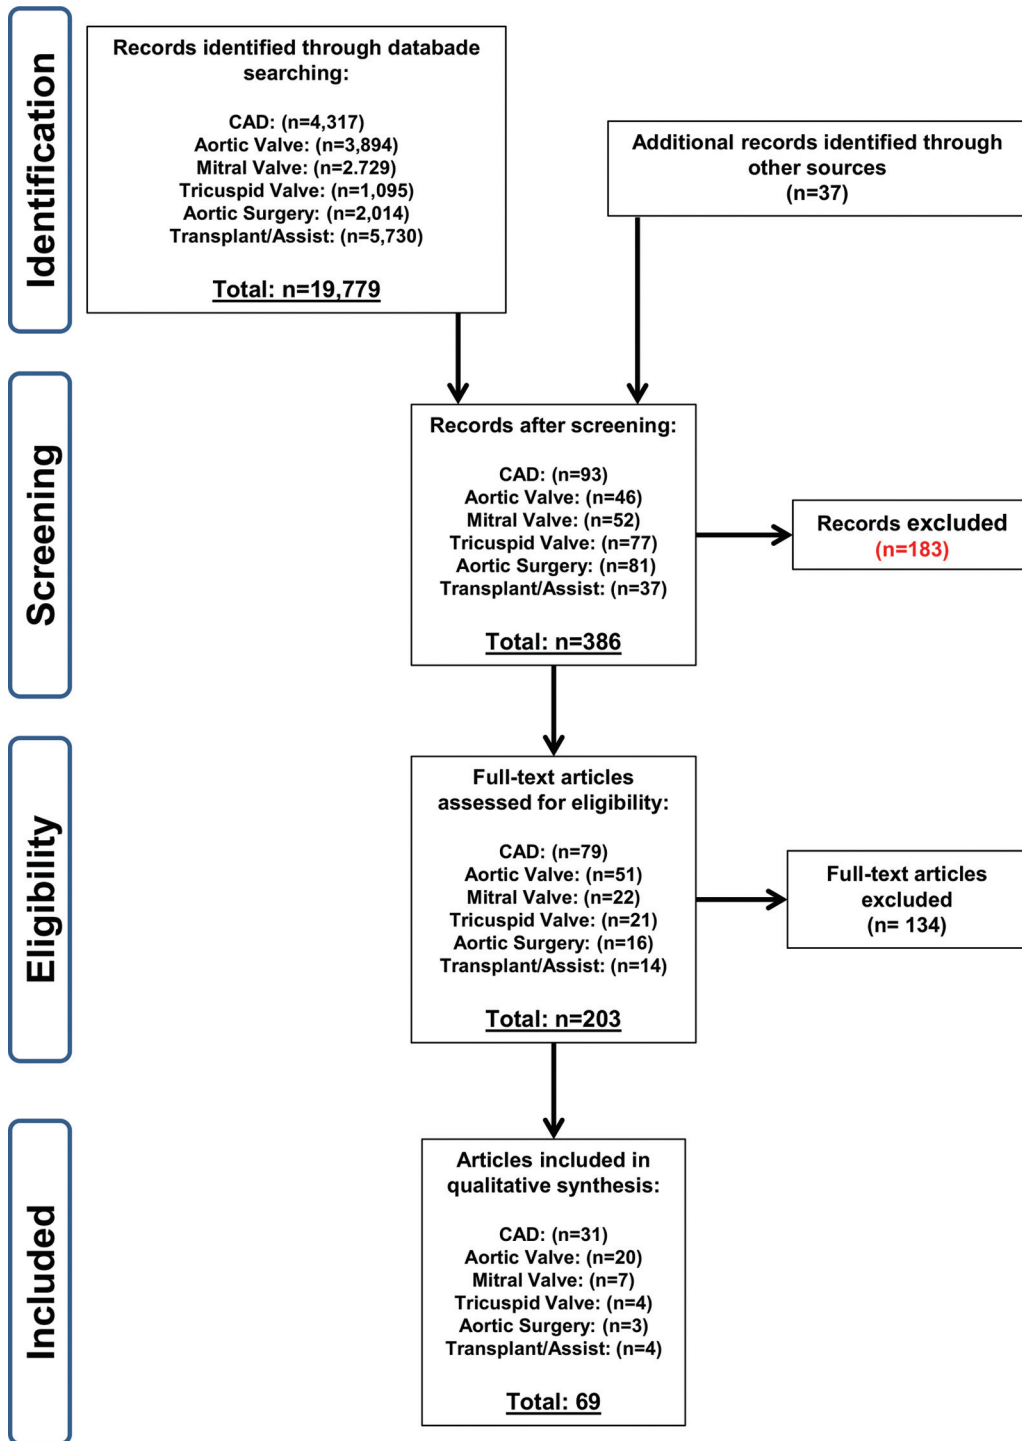 Identification
Records identified through databade
searching:
CAD: (n=4,317)
Aortic Valve: (n=3,894)
Mitral Valve: (n=2.729)
Tricuspid Valve: (n=1,095)
Aortic Surgery: (n=2,014)
Transplant/Assist: (n=5,730)
Total: n=19,779
Additional records identified through
other sources
(n=37)
Screening
Records after screening:
CAD: (n=93)
Aortic Valve: (n=46)
Mitral Valve: (n=52)
Tricuspid Valve: (n=77)
Aortic Surgery: (n=81)
Transplant/Assist: (n=37)
Total: n=386
Records excluded
(n=183)
Eligibility
Full-text articles
assessed for eligibility:
CAD: (n=79)
Aortic Valve: (n=51)
Mitral Valve: (n=22)
Tricuspid Valve: (n=21)
Aortic Surgery: (n=16)
Transplant/Assist: (n=14)
Total: n=203
Full-text articles
excluded
(n= 134)
Included
Articles included in
qualitative synthesis:
CAD: (n=31)
Aortic Valve: (n=20)
Mitral Valve: (n=7)
Tricuspid Valve: (n=4)
Aortic Surgery: (n=3)
Transplant/Assist: (n=4)
Total: 69